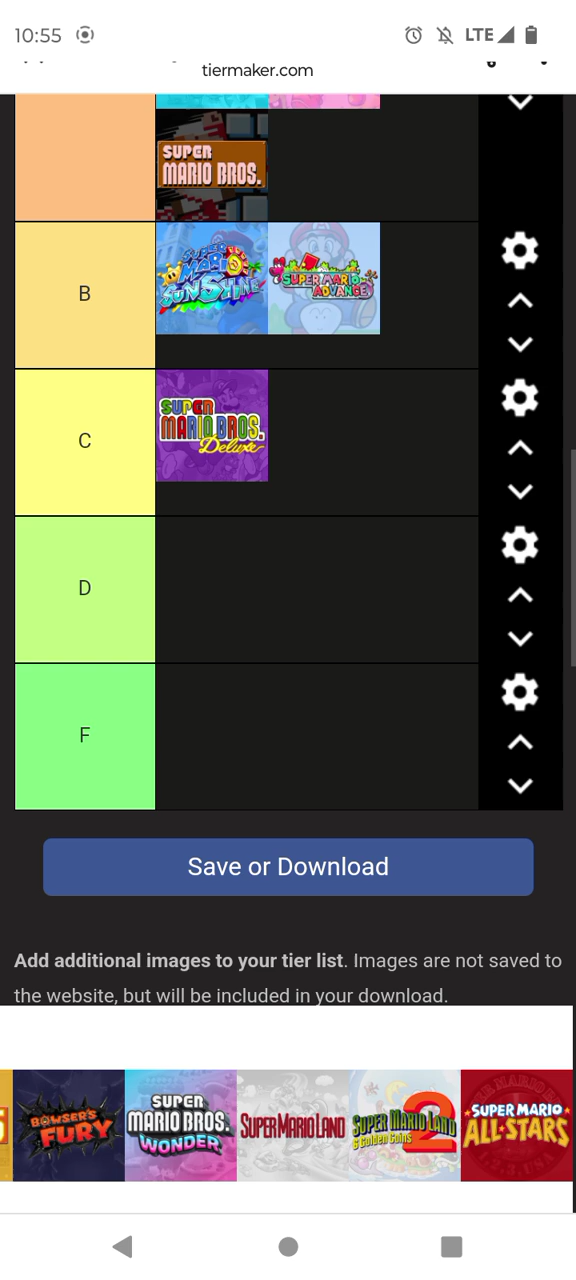 10:55
LTE
tiermaker.com
SUPER
MARIO BROS.
B
SUPER
MARIO
SUNSHINE
SUPER MARIO
ADVANCE
C
SUPER
MARIO BROS.
Deluxe
D
F
Save or Download
Add additional images to your tier list. Images are not saved to
the website, but will be included in your download.
BOWSER'S
FURY
SUPER
MARIO BROS.
WONDER
SUPER MARIO LAND
SUPER MARIO LAND 2
6 Golden Coins
SUPER MARIO
ALL-STARS